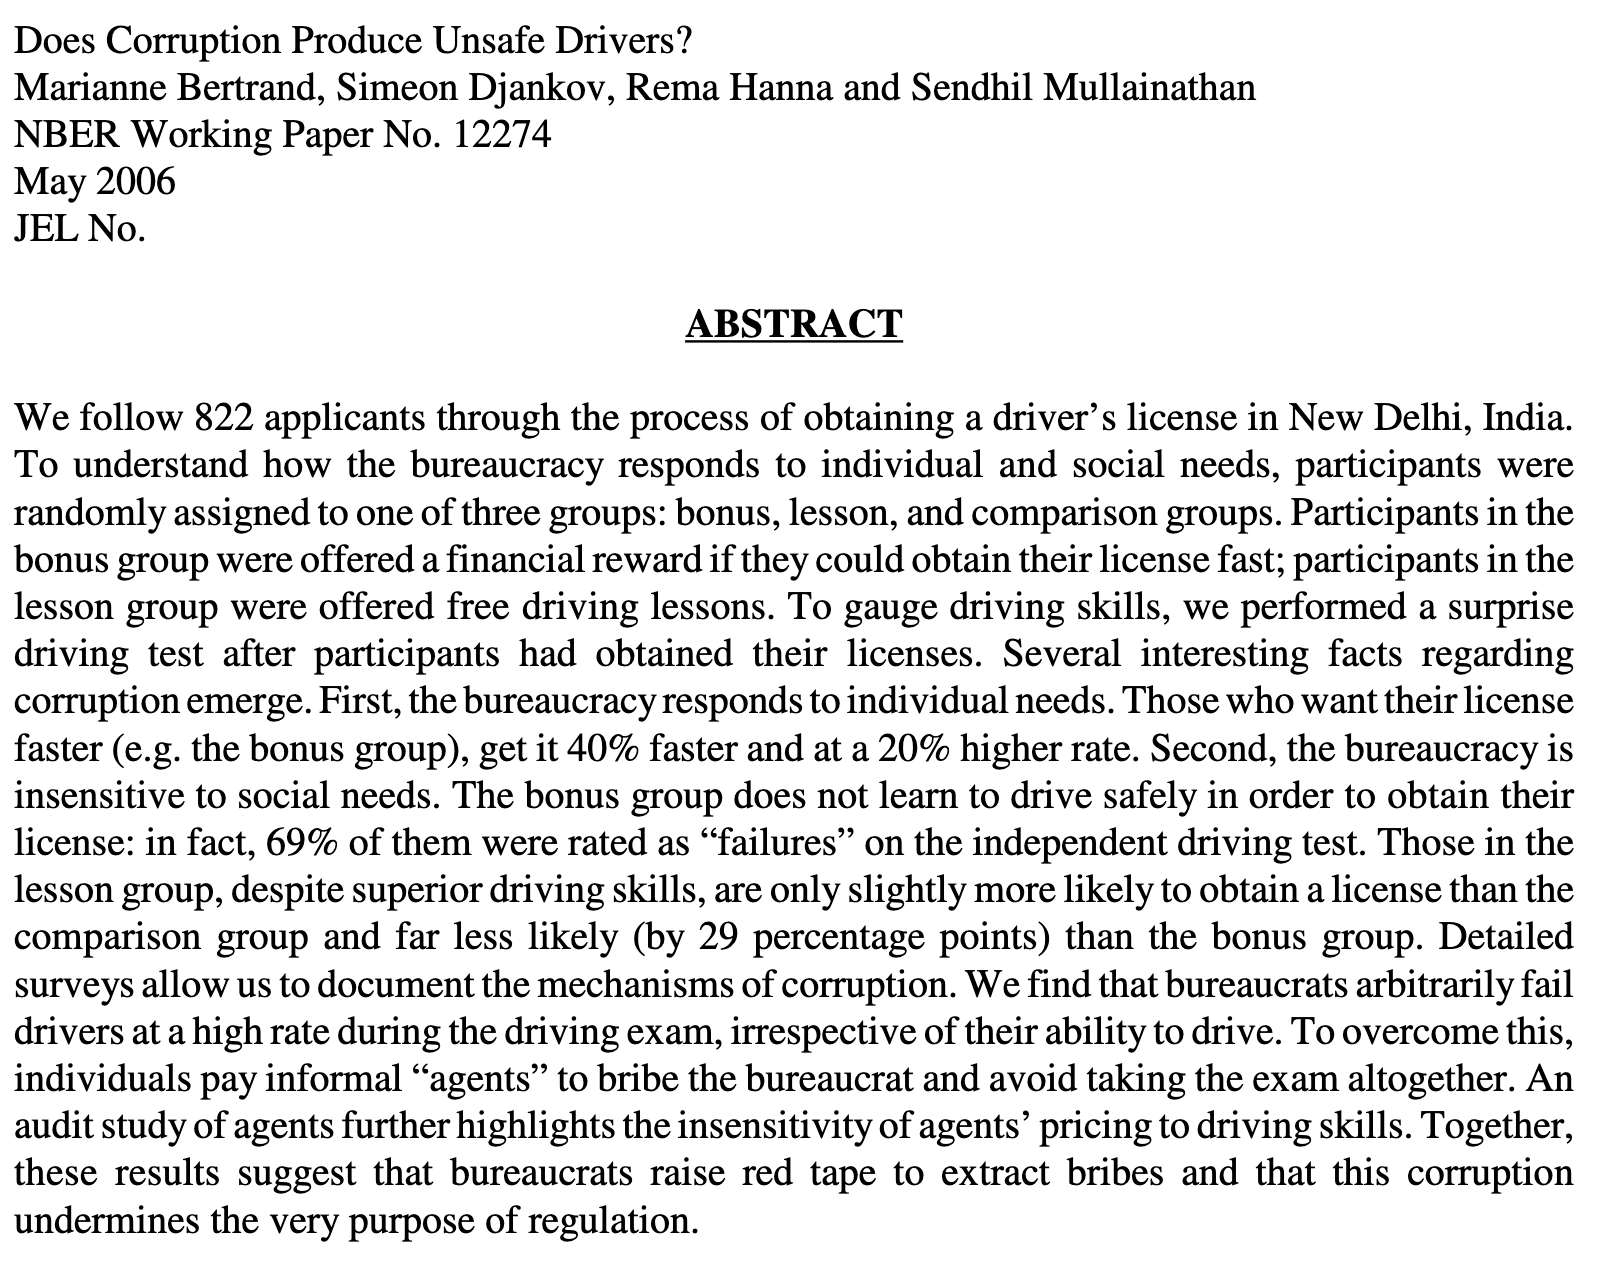 Does Corruption Produce Unsafe Drivers?
Marianne Bertrand, Simeon Djankov, Rema Hanna and Sendhil Mullainathan
NBER Working Paper No. 12274
May 2006
JEL No.
ABSTRACT
We follow 822 applicants through the process of obtaining a driver’s license in New Delhi, India.
To understand how the bureaucracy responds to individual and social needs, participants were
randomly assigned to one of three groups: bonus, lesson, and comparison groups. Participants in the
bonus group were offered a financial reward if they could obtain their license fast; participants in the
lesson group were offered free driving lessons. To gauge driving skills, we performed a surprise
driving test after participants had obtained their licenses. Several interesting facts regarding
corruption emerge. First, the bureaucracy responds to individual needs. Those who want their license
faster (e.g. the bonus group), get it 40% faster and at a 20% higher rate. Second, the bureaucracy is
insensitive to social needs. The bonus group does not learn to drive safely in order to obtain their
license: in fact, 69% of them were rated as “failures” on the independent driving test. Those in the
lesson group, despite superior driving skills, are only slightly more likely to obtain a license than the
comparison group and far less likely (by 29 percentage points) than the bonus group. Detailed
surveys allow us to document the mechanisms of corruption. We find that bureaucrats arbitrarily fail
drivers at a high rate during the driving exam, irrespective of their ability to drive. To overcome this,
individuals pay informal “agents” to bribe the bureaucrat and avoid taking the exam altogether. An
audit study of agents further highlights the insensitivity of agents’ pricing to driving skills. Together,
these results suggest that bureaucrats raise red tape to extract bribes and that this corruption
undermines the very purpose of regulation.